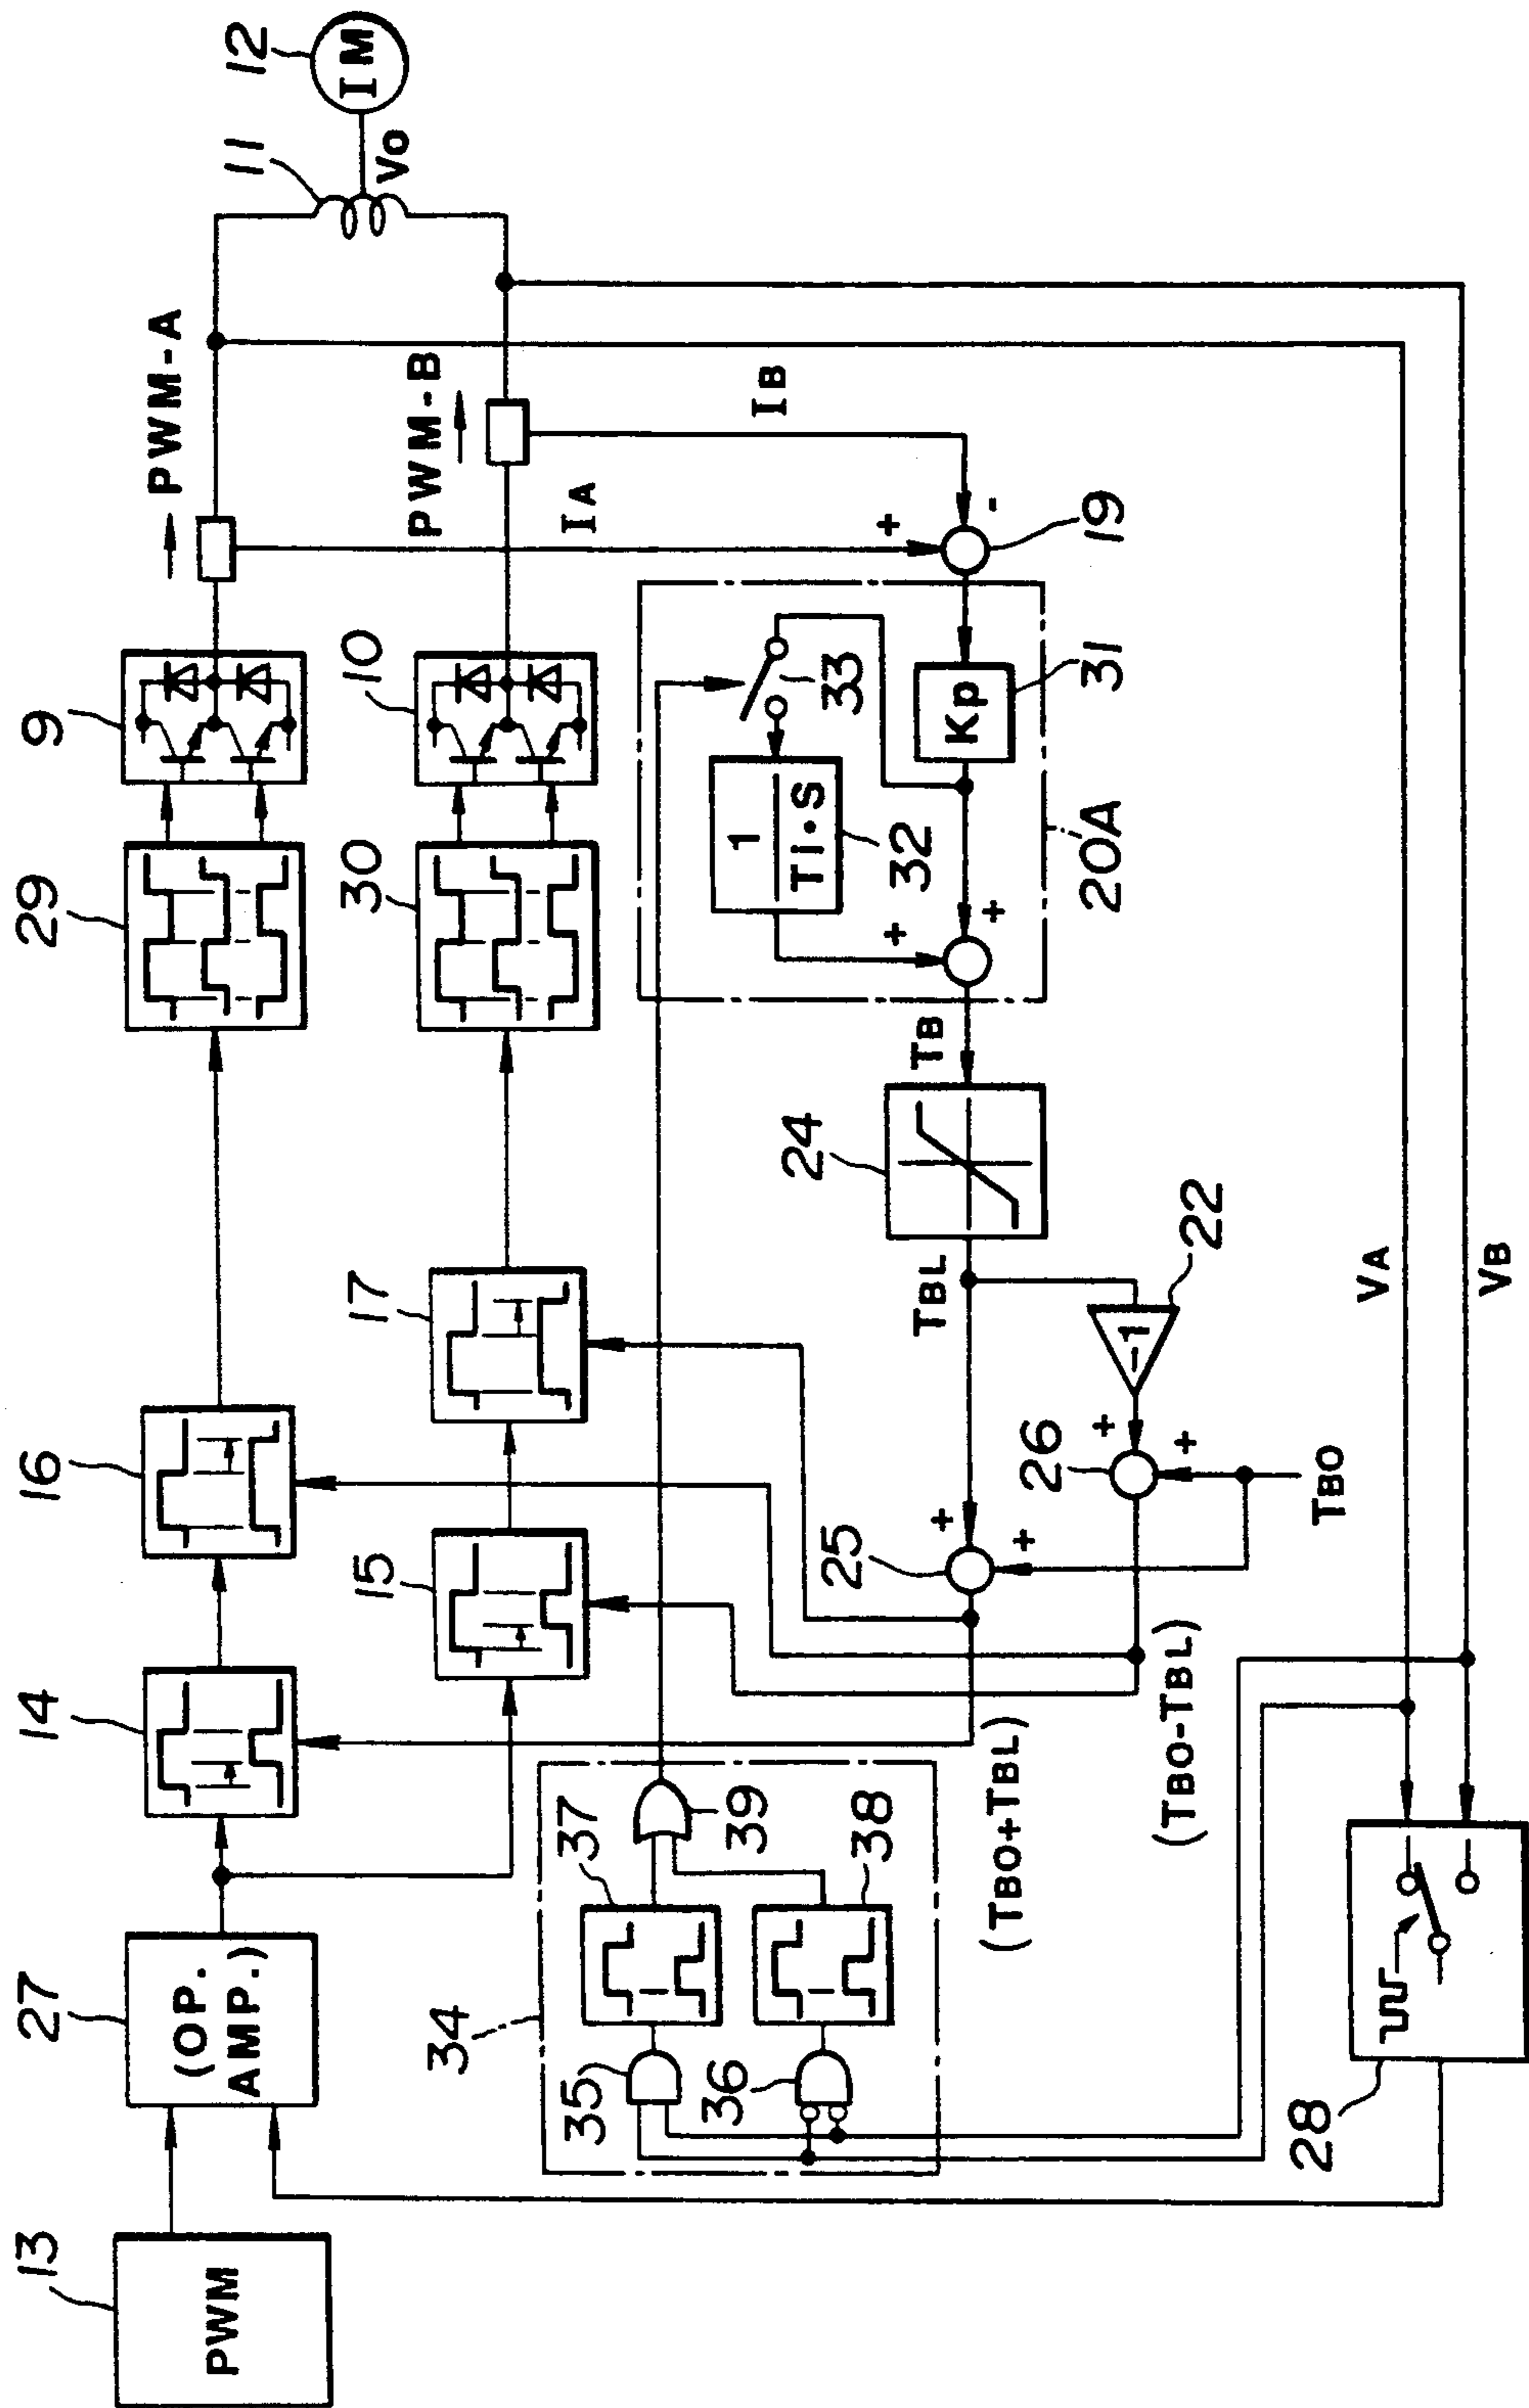 13
PWM
27
(OP.
AMP.)
14
16
29
9
PWM-A
11
12
IM
Vo
15
17
30
10
PWM-B
IA
IB
34
35
36
37
38
39
33
1
Ti·S
32
Kp
31
20A
19
+
-
+
+
TB
24
TBL
22
-1
+
26
+
TBO
25
+
+
(TBO+TBL)
(TBO-TBL)
VA
VB
28